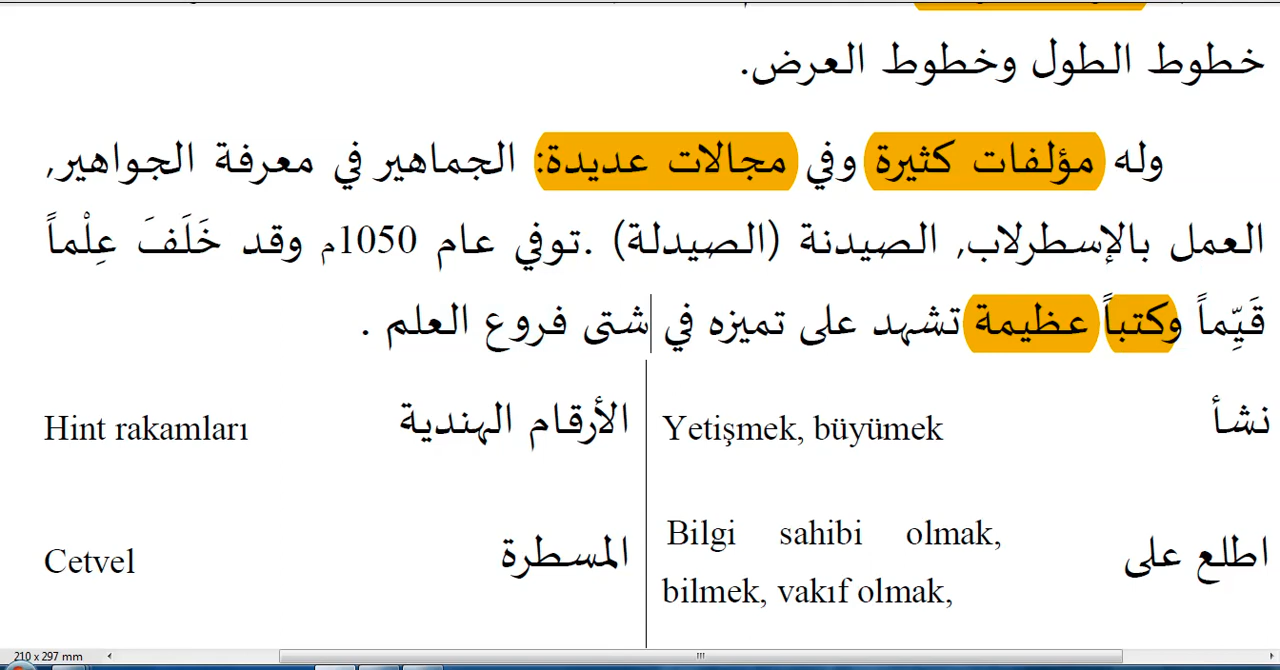 خطوط الطول وخطوط العرض.
وله مؤلفات كثيرة وفي مجالات عديدة: الجماهير في معرفة الجواهير,
العمل بالإسطرلاب, الصيدنة (الصيدلة) .توفي عام 1050م وقد خَلَفَ عِلْماً
قَيِّماً وكتباً عظيمة تشهد على تميزه في شتى فروع العلم .
نشأ Yetişmek, büyümek الأرقام الهندية Hint rakamları
اطلع على Bilgi sahibi olmak, المسطرة Cetvel
bilmek, vakıf olmak,
210 x 297 mm